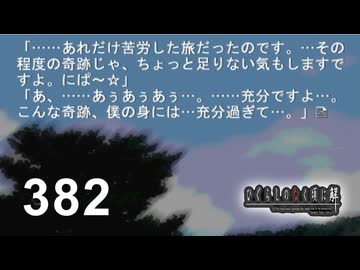 「……あれだけ苦労した旅だったのです。…その
程度の奇跡じゃ、ちょっと足りない気もしますで
すよ。にぱ～☆」
「あ、……あぅあぅあぅ…。……充分ですよ…。
こんな奇跡、僕の身には…充分過ぎて…。」
382
ひぐらしのなく頃に解